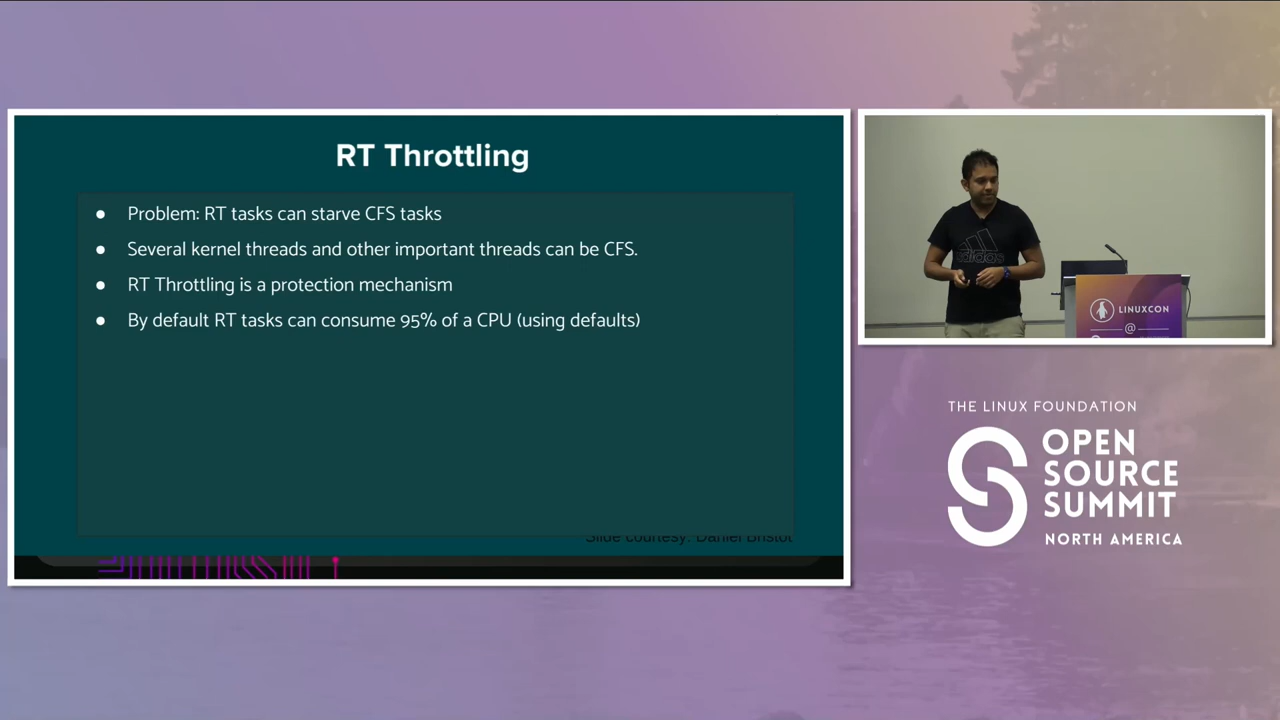 RT Throttling
● Problem: RT tasks can starve CFS tasks
● Several kernel threads and other important threads can be CFS.
● RT Throttling is a protection mechanism
● By default RT tasks can consume 95% of a CPU (using defaults)
Slide courtesy: Daniel Bristot
adidas
LINUXCON
@
THE LINUX FOUNDATION
OPEN
SOURCE
SUMMIT
NORTH AMERICA